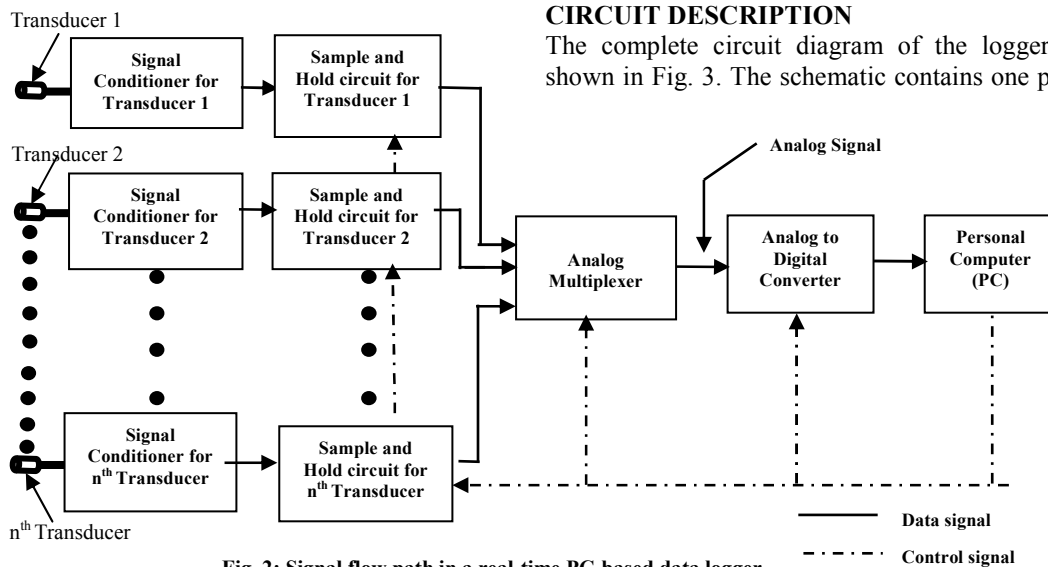 CIRCUIT DESCRIPTION
The complete circuit diagram of the logger
shown in Fig. 3. The schematic contains one p
Transducer 1
Signal
Conditioner for
Transducer 1
Sample and
Hold circuit for
Transducer 1
Transducer 2
Signal
Conditioner for
Transducer 2
Sample and
Hold circuit for
Transducer 2
Analog
Multiplexer
Analog Signal
Analog to
Digital
Converter
Personal
Computer
(PC)
Signal
Conditioner for
nth Transducer
Sample and
Hold circuit for
nth Transducer
nth Transducer
Data signal
Control signal
Fig. 2: Signal flow path in a real-time PC-based data logger